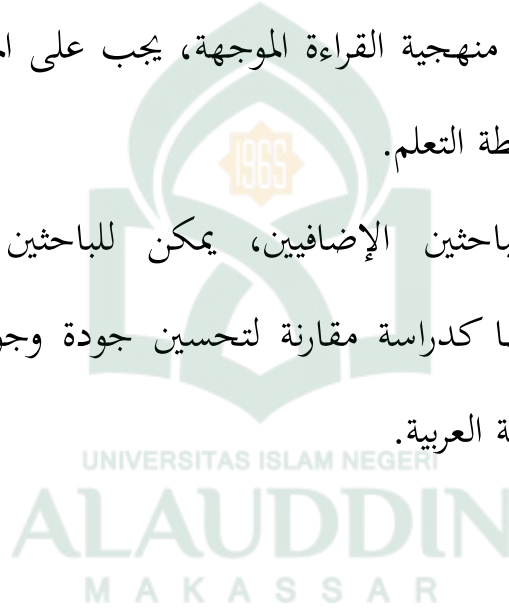 منهجية القراءة الموجهة، يجب على
طة التعلم.
باحثين الإضافيين، يمكن للباحثين
كدراسة مقارنة لتحسين جودة
ة العربية.
1965
UNIVERSITAS ISLAM NEGERI
ALAUDDIN
MAKASSAR